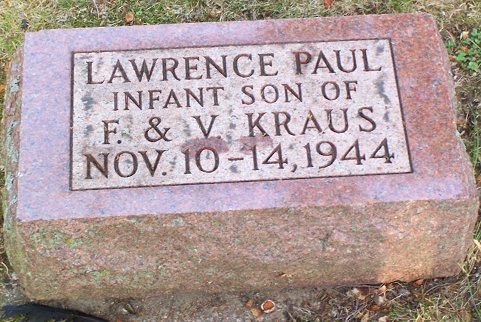 LAWRENCE PAUL
INFANT SON OF
F. & V. KRAUS
NOV. 10-14, 1944